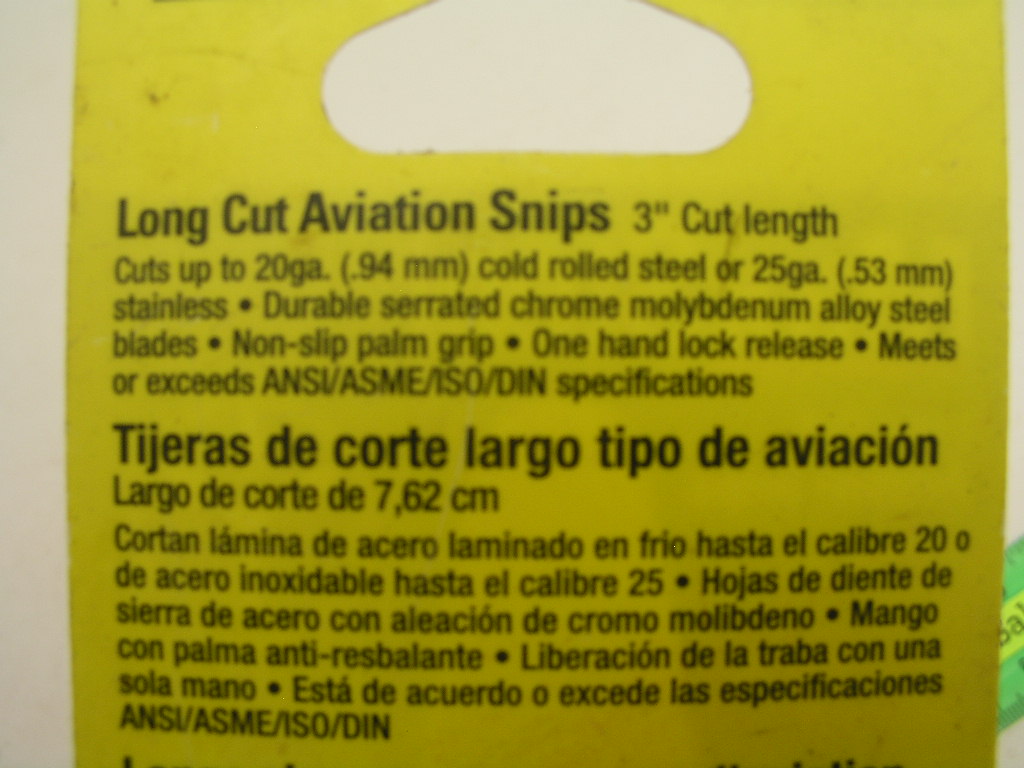 Long Cut Aviation Snips 3" Cut length
Cuts up to 20ga. (.94 mm) cold rolled steel or 25ga. (.53 mm)
stainless • Durable serrated chrome molybdenum alloy steel
blades • Non-slip palm grip • One hand lock release • Meets
or exceeds ANSI/ASME/ISO/DIN specifications
Tijeras de corte largo tipo de aviación
Largo de corte de 7,62 cm
Cortan lámina de acero laminado en frío hasta el calibre 20 o
de acero inoxidable hasta el calibre 25 • Hojas de diente de
sierra de acero con aleación de cromo molibdeno • Mango
con palma anti-resbalante • Liberación de la traba con una
sola mano • Está de acuerdo o excede las especificaciones
ANSI/ASME/ISO/DIN